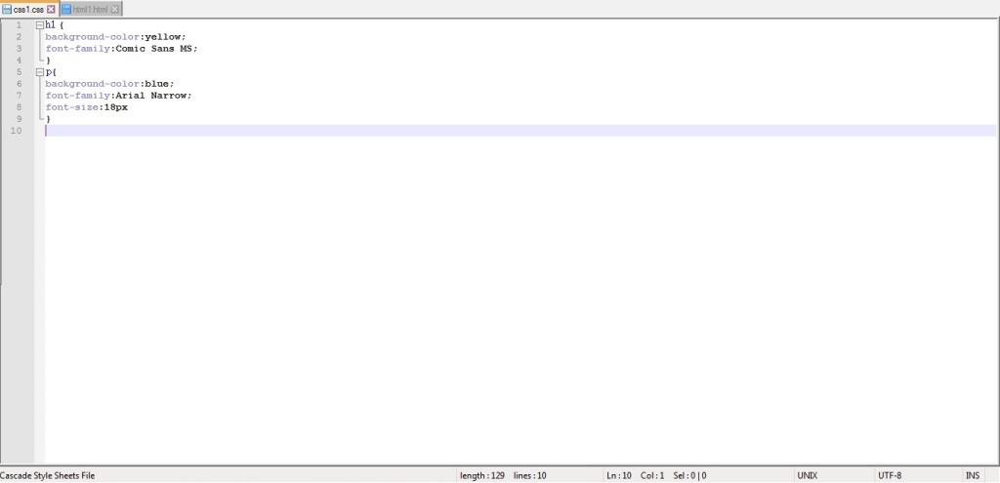 css1.css html1.html
1 h1 {
2 background-color:yellow;
3 font-family:Comic Sans MS;
4 }
5 p{
6 background-color:blue;
7 font-family:Arial Narrow;
8 font-size:18px
9 }
10
Cascade Style Sheets File length : 129 lines : 10 Ln : 10 Col : 1 Sel : 0 | 0 UNIX UTF-8 INS